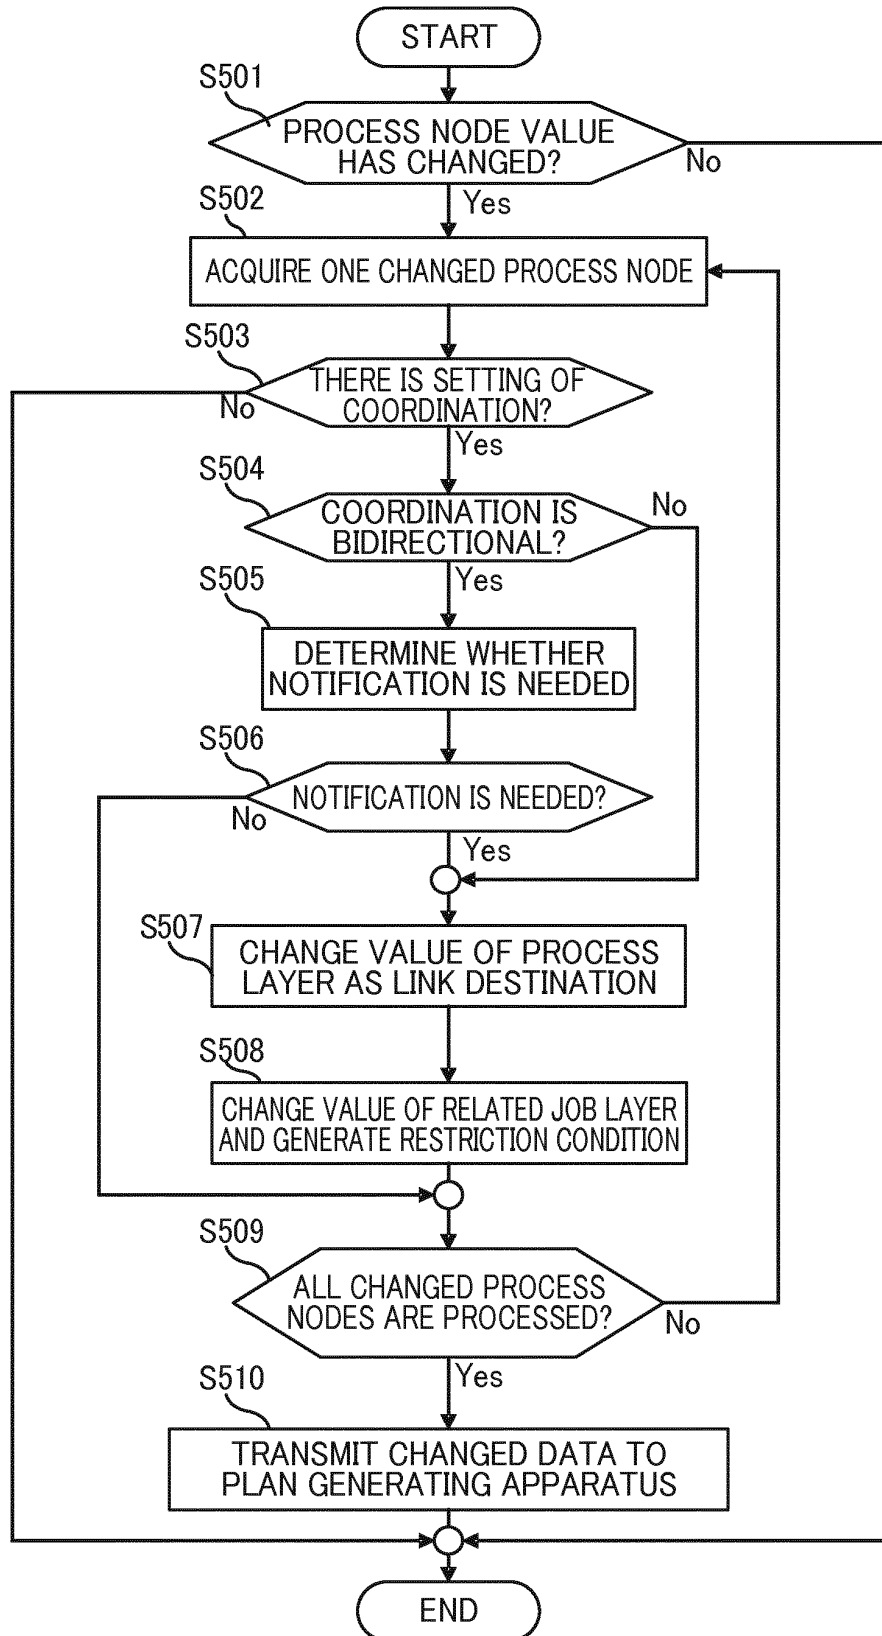 START
S501
PROCESS NODE VALUE
HAS CHANGED?
No
Yes
S502
ACQUIRE ONE CHANGED PROCESS NODE
S503
THERE IS SETTING OF
COORDINATION?
No
Yes
S504
COORDINATION IS
BIDIRECTIONAL?
No
Yes
S505
DETERMINE WHETHER
NOTIFICATION IS NEEDED
S506
NOTIFICATION IS NEEDED?
No
Yes
S507
CHANGE VALUE OF PROCESS
LAYER AS LINK DESTINATION
S508
CHANGE VALUE OF RELATED JOB LAYER
AND GENERATE RESTRICTION CONDITION
S509
ALL CHANGED PROCESS
NODES ARE PROCESSED?
No
Yes
S510
TRANSMIT CHANGED DATA TO
PLAN GENERATING APPARATUS
END